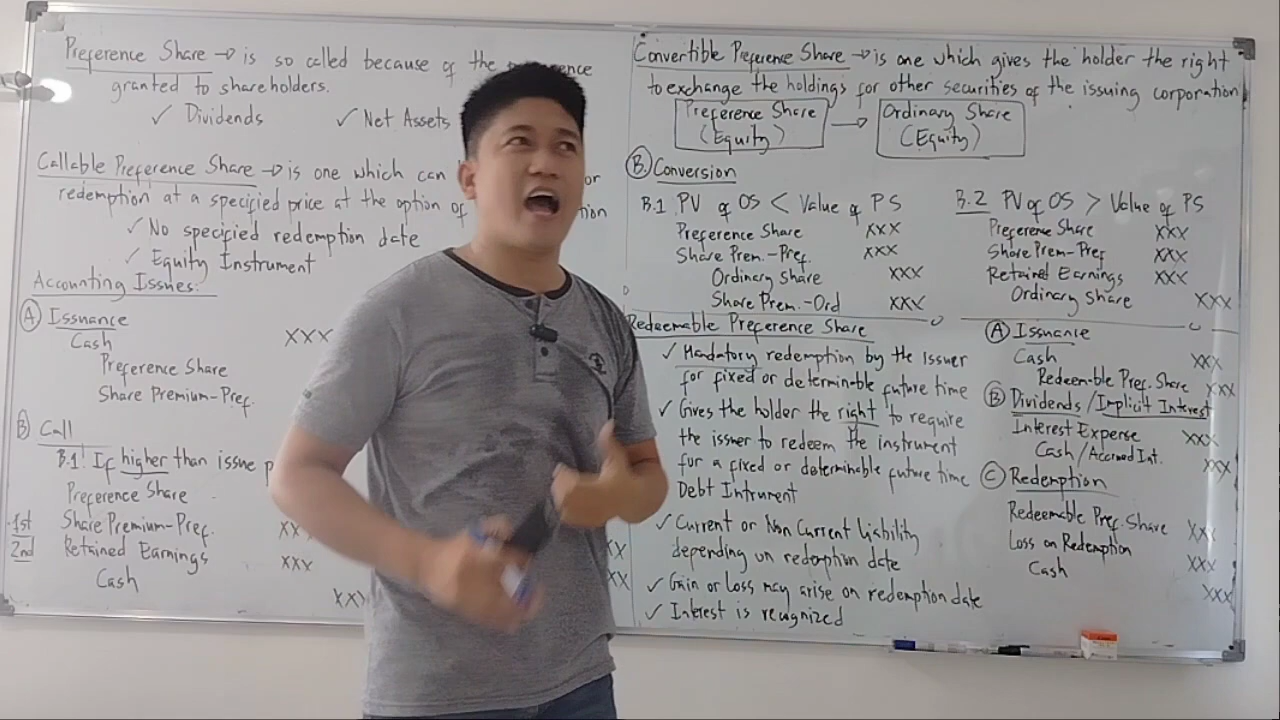 Preference Share → is so called because of the
granted to shareholders.
✓ Dividends ✓ Net Assets
Callable Preference Share → is one which can
redemption at a specified price at the option of
✓ No specified redemption date
✓ Equity Instrument
Accounting Issues:
(A) Issuance
Cash XXX
Preference Share
Share Premium-Pref.
(B) Call
B.1 If higher than issue
Preference Share
1st Share Premium-Pref. XX
2nd Retained Earnings XXX
Cash XXX
Convertible Preference Share → is one which gives the holder the right
to exchange the holdings for other securities of the issuing corporation
Preference Share (Equity) → Ordinary Share (Equity)
(B) Conversion
B.1 PV of OS < Value of PS
Preference Share XXX
Share Prem.-Pref. XXX
Ordinary Share XXX
Share Prem.-Ord XXX
B.2 PV of OS > Value of PS
Preference Share XXX
Share Prem-Pref XXX
Retained Earnings XXX
Ordinary Share XXX
Redeemable Preference Share
✓ Mandatory redemption by the Issuer
for fixed or determinable future time
✓ Gives the holder the right to require
the issuer to redeem the instrument
for a fixed or determinable future time
Debt Intrument
✓ Current or Non Current Liability
depending on redemption date
✓ Gain or Loss may arise on redemption date
✓ Interest is recognized
(A) Issuance
Cash XXX
Redeemable Pref. Share XXX
(B) Dividends / Implicit Interest
Interest Expense XXX
Cash / Accrued Int. XXX
(C) Redemption
Redeemable Pref. Share XXX
Loss on Redemption XXX
Cash XXX